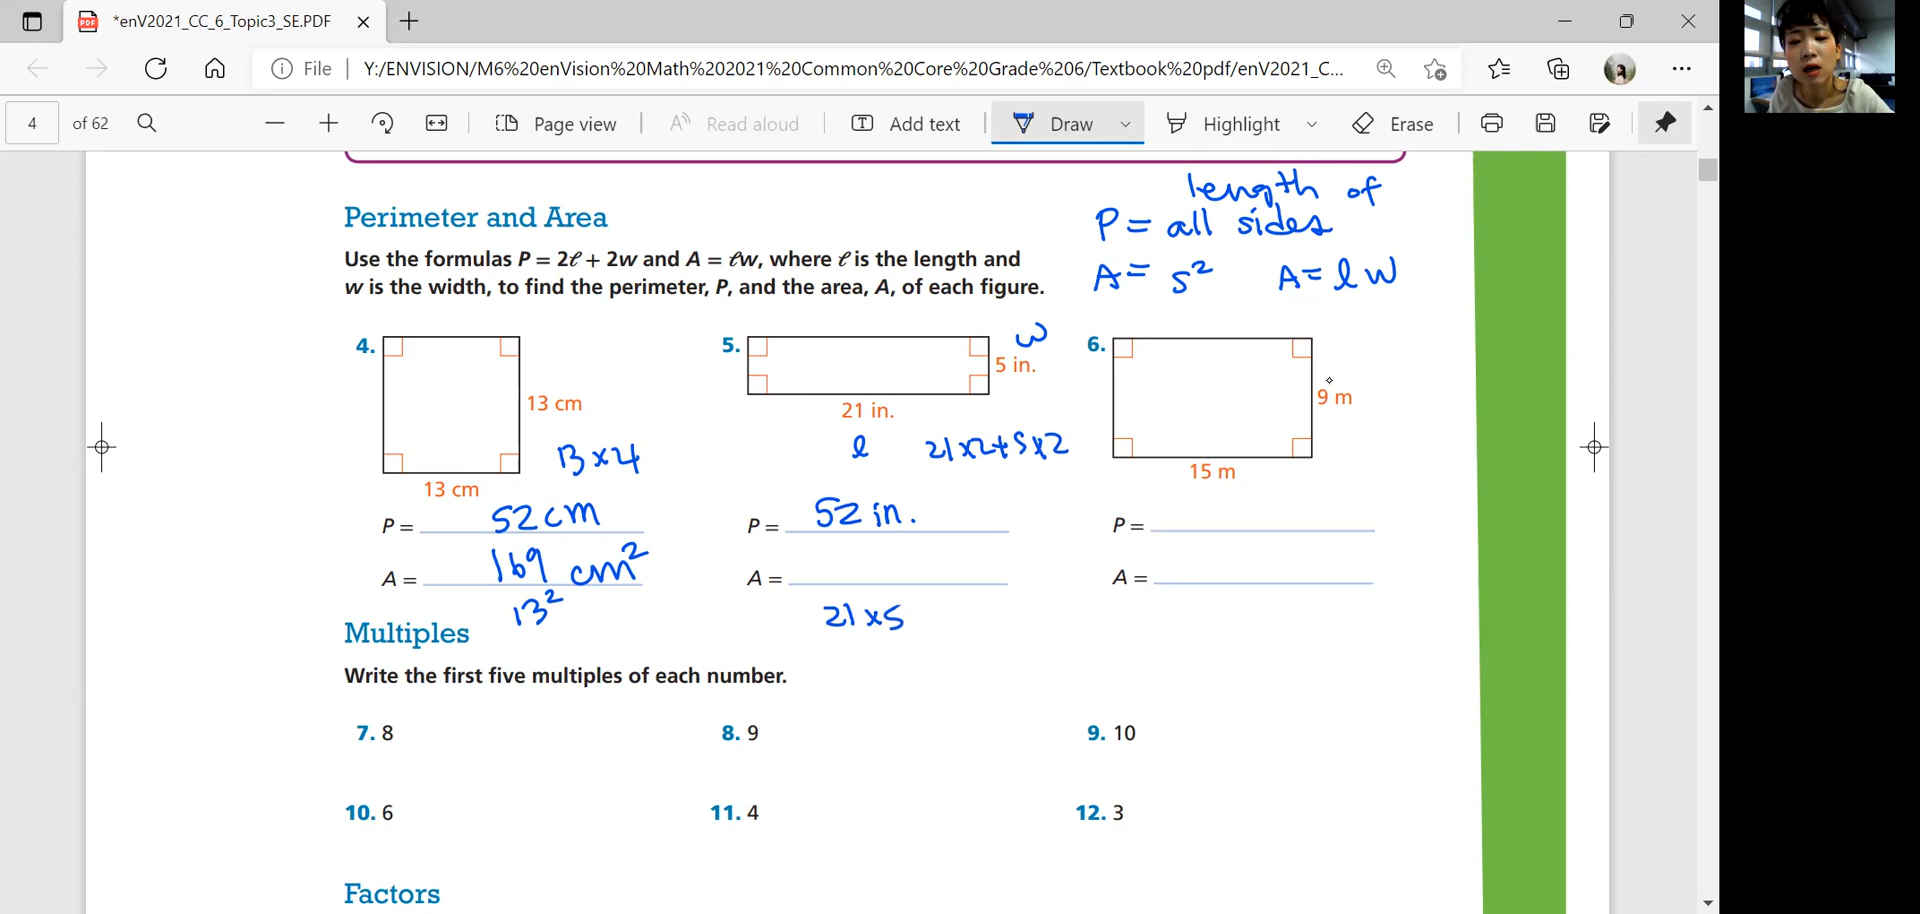 *enV2021_CC_6_Topic3_SE.PDF
File | Y:/ENVISION/M6%20enVision%20Math%202021%20Common%20Core%20Grade%206/Textbook%20pdf/enV2021_C...
4 of 62 Read aloud Add text Draw Highlight Erase
length of
Perimeter and Area P = all sides
Use the formulas P = 2ℓ + 2w and A = ℓw, where ℓ is the length and
w is the width, to find the perimeter, P, and the area, A, of each figure.
A = s² A = l w
4. 5. w 6.
5 in.
13 cm 21 in. 9 m
13 x 4 l 21x2+5x2
13 cm 15 m
P = 52 cm P = 52 in. P =
A = 169 cm² A = A =
13² 21 x 5
Multiples
Write the first five multiples of each number.
7. 8 8. 9 9. 10
10. 6 11. 4 12. 3
Factors